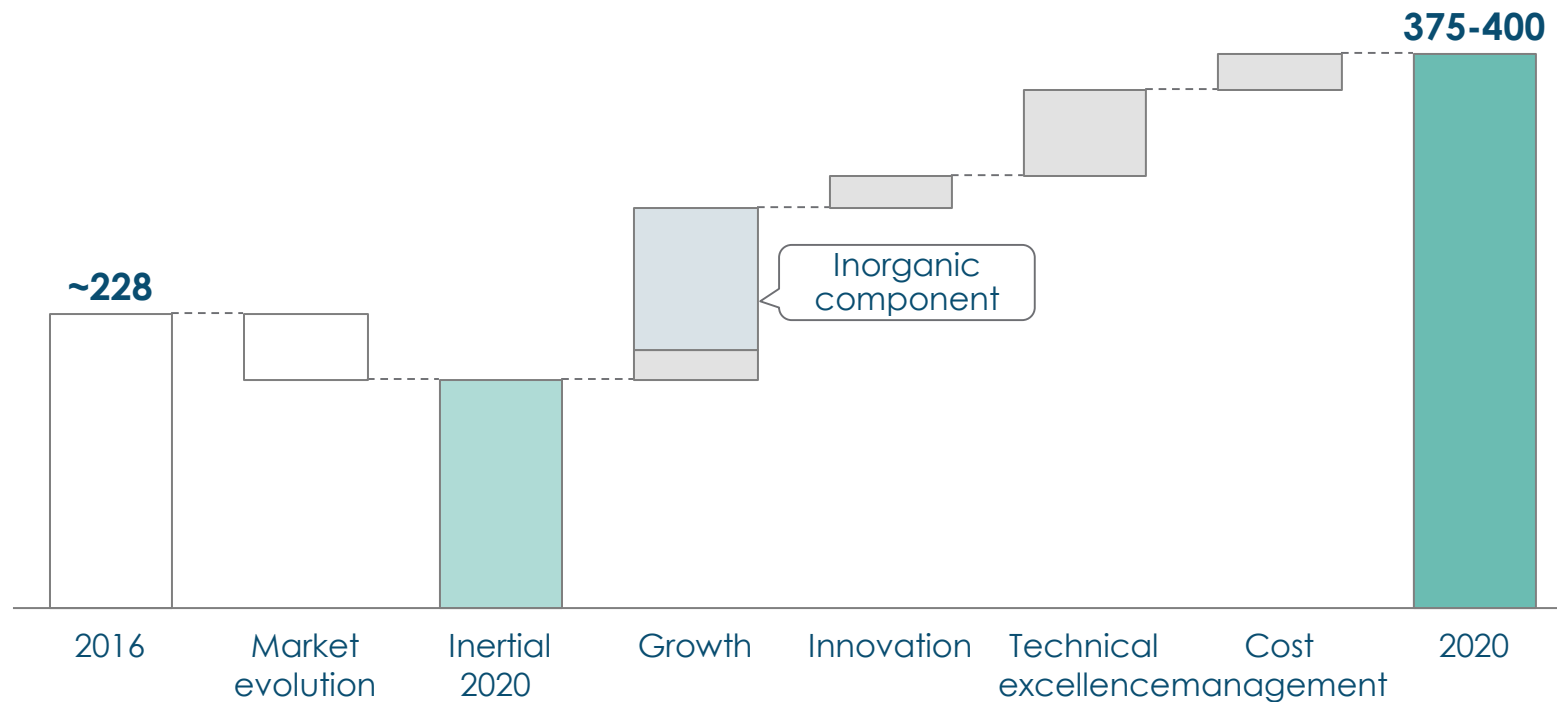 375-400
~228
Inorganic
component
2016
Market
evolution
Inertial
2020
Growth
Innovation
Technical
excellence
Cost
management
2020